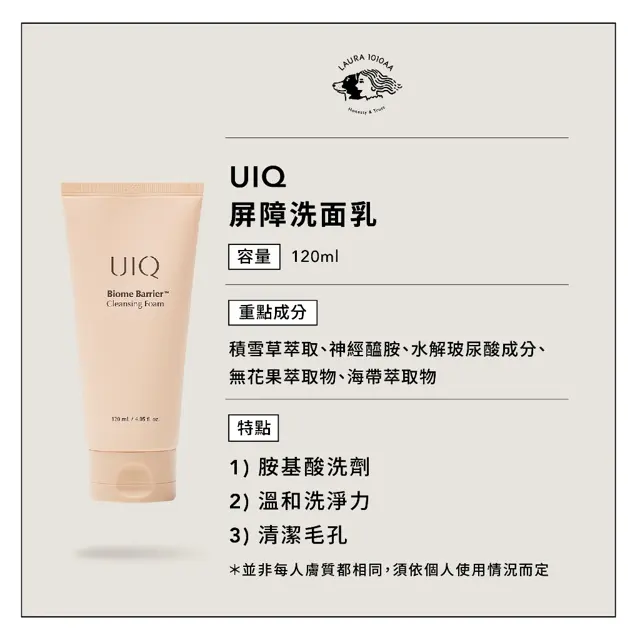 LAURA 1010AA
Honesty & Trust
UIQ
屏障洗面乳
容量 120ml
重點成分
積雪草萃取、神經醯胺、水解玻尿酸成分、
無花果萃取物、海帶萃取物
特點
1) 胺基酸洗劑
2) 溫和洗淨力
3) 清潔毛孔
＊並非每人膚質都相同，須依個人使用情況而定
UIQ
Biome Barrier™
Cleansing Foam
120 ml / 4.05 fl. oz.